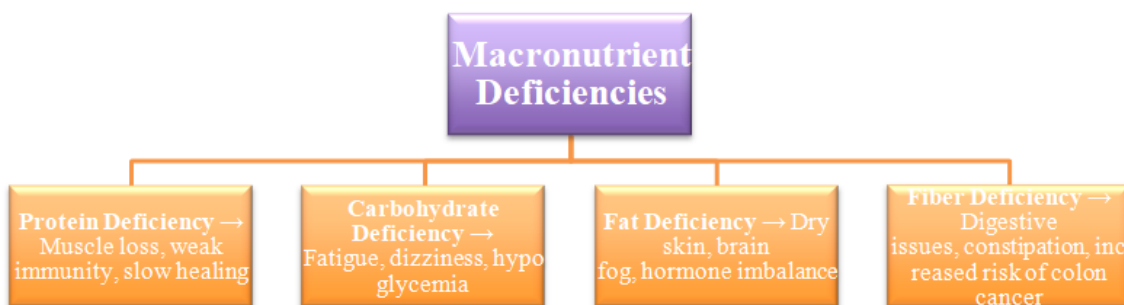 Macronutrient
Deficiencies
Protein Deficiency →
Muscle loss, weak
immunity, slow healing
Carbohydrate
Deficiency →
Fatigue, dizziness, hypo
glycemia
Fat Deficiency → Dry
skin, brain
fog, hormone imbalance
Fiber Deficiency →
Digestive
issues, constipation, inc
reased risk of colon
cancer